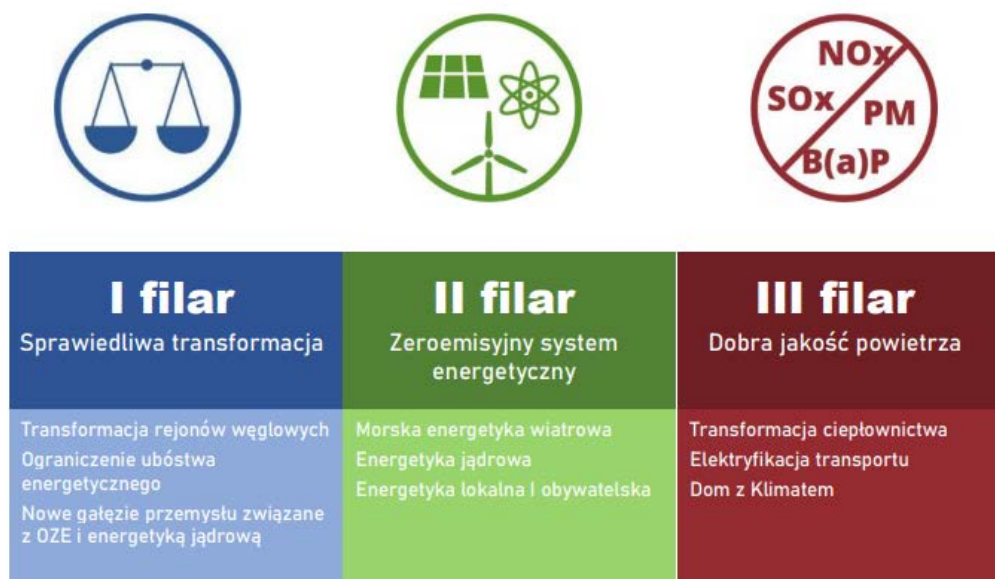 NOx
SOx
PM
B(a)P
I filar
Sprawiedliwa transformacja
Transformacja rejonów węglowych
Ograniczenie ubóstwa
energetycznego
Nowe gałęzie przemysłu związane
z OZE i energetyką jądrową
II filar
Zeroemisyjny system
energetyczny
Morska energetyka wiatrowa
Energetyka jądrowa
Energetyka lokalna I obywatelska
III filar
Dobra jakość powietrza
Transformacja ciepłownictwa
Elektryfikacja transportu
Dom z Klimatem